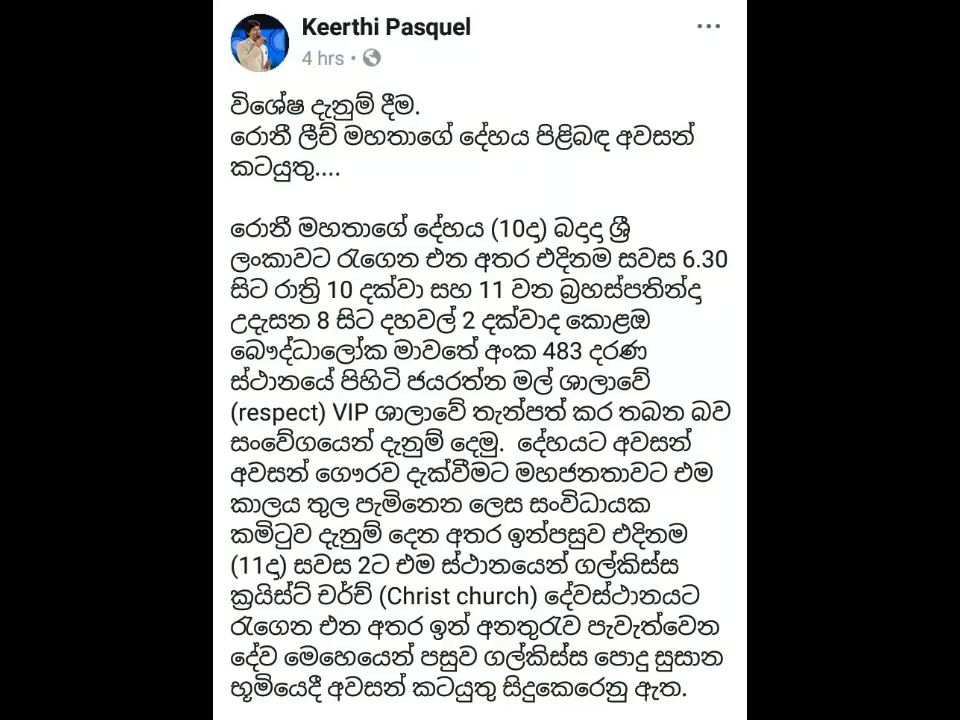 Keerthi Pasquel
4 hrs
විශේෂ දැනුම් දීම.
රොනී ලීච් මහතාගේ දේහය පිළිබඳ අවසන්
කටයුතු....
රොනී මහතාගේ දේහය (10දා) බදාදා ශ්‍රී
ලංකාවට රැගෙන එන අතර එදිනම සවස 6.30
සිට රාත්‍රි 10 දක්වා සහ 11 වන බ්‍රහස්පතින්දා
උදෑසන 8 සිට දහවල් 2 දක්වාද කොළඹ
බෞද්ධාලෝක මාවතේ අංක 483 දරණ
ස්ථානයේ පිහිටි ජයරත්න මල් ශාලාවේ
(respect) VIP ශාලාවේ තැන්පත් කර තබන බව
සංවේගයෙන් දැනුම් දෙමු. දේහයට අවසන්
අවසන් ගෞරව දැක්වීමට මහජනතාවට එම
කාලය තුල පැමිනෙන ලෙස සංවිධායක
කමිටුව දැනුම් දෙන අතර ඉන්පසුව එදිනම
(11දා) සවස 2ට එම ස්ථානයෙන් ගල්කිස්ස
ක්‍රයිස්ට් චර්ච් (Christ church) දේවස්ථානයට
රැගෙන එන අතර ඉන් අනතුරැව පැවැත්වෙන
දේව මෙහෙයෙන් පසුව ගල්කිස්ස පොදු සුසාන
භූමියෙදී අවසන් කටයුතු සිදුකෙරෙනු ඇත.